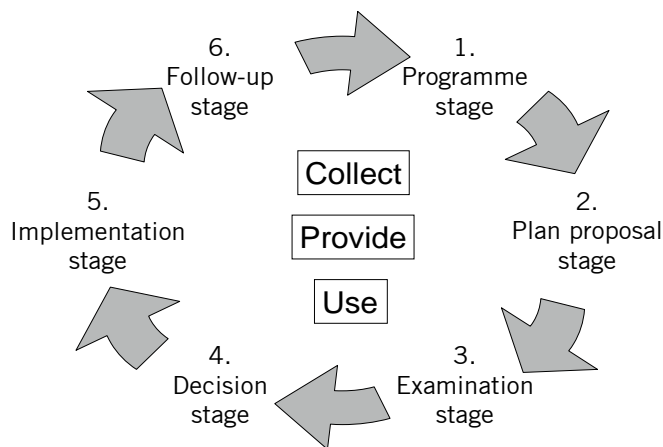 6.
Follow-up
stage
1.
Programme
stage
Collect
Provide
Use
5.
Implementation
stage
2.
Plan proposal
stage
4.
Decision
stage
3.
Examination
stage